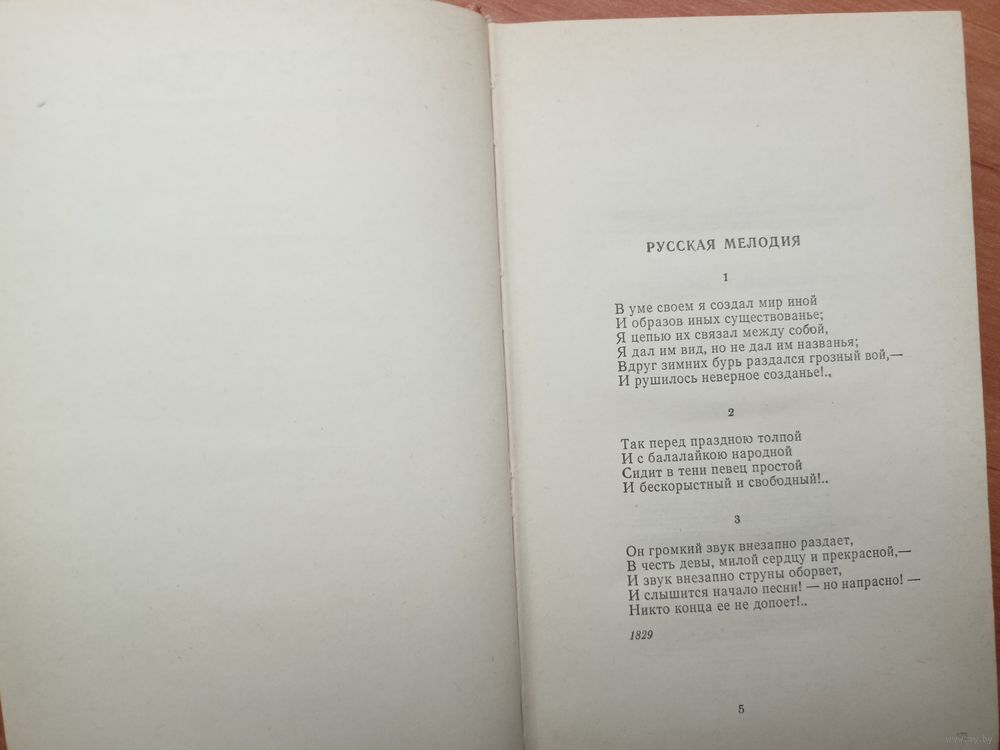 РУССКАЯ МЕЛОДИЯ
1
В уме своем я создал мир иной
И образов иных существованье;
Я цепью их связал между собой,
Я дал им вид, но не дал им названья;
Вдруг зимних бурь раздался грозный вой,—
И рушилось неверное созданье!..
2
Так перед праздною толпой
И с балалайкою народной
Сидит в тени певец простой
И бескорыстный и свободный!..
3
Он громкий звук внезапно раздает,
В честь девы, милой сердцу и прекрасной,—
И звук внезапно струны оборвет,
И слышится начало песни! — но напрасно! —
Никто конца ее не допоет!..
1829
5
www.ay.by